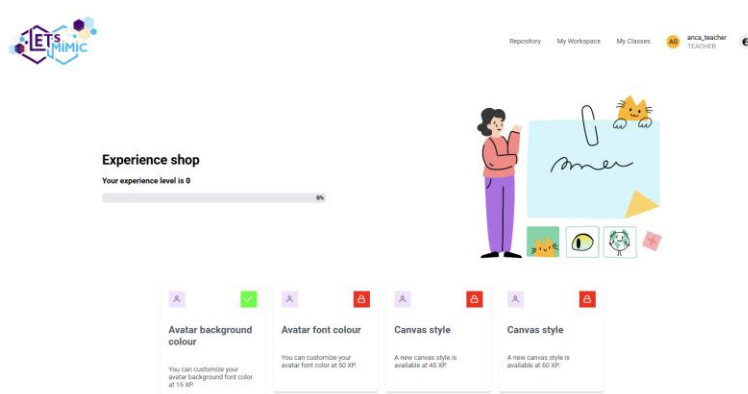 LET'S
MiMiC
Repository My Workspace My Classes AD anca_teacher
TEACHER
Experience shop
Your experience level is 0
0%
Avatar background
colour
You can customize your
avatar background font color
at 15 XP.
Avatar font colour
You can customize your
avatar font color at 50 XP.
Canvas style
A new canvas style is
available at 45 XP.
Canvas style
A new canvas style is
available at 60 XP.